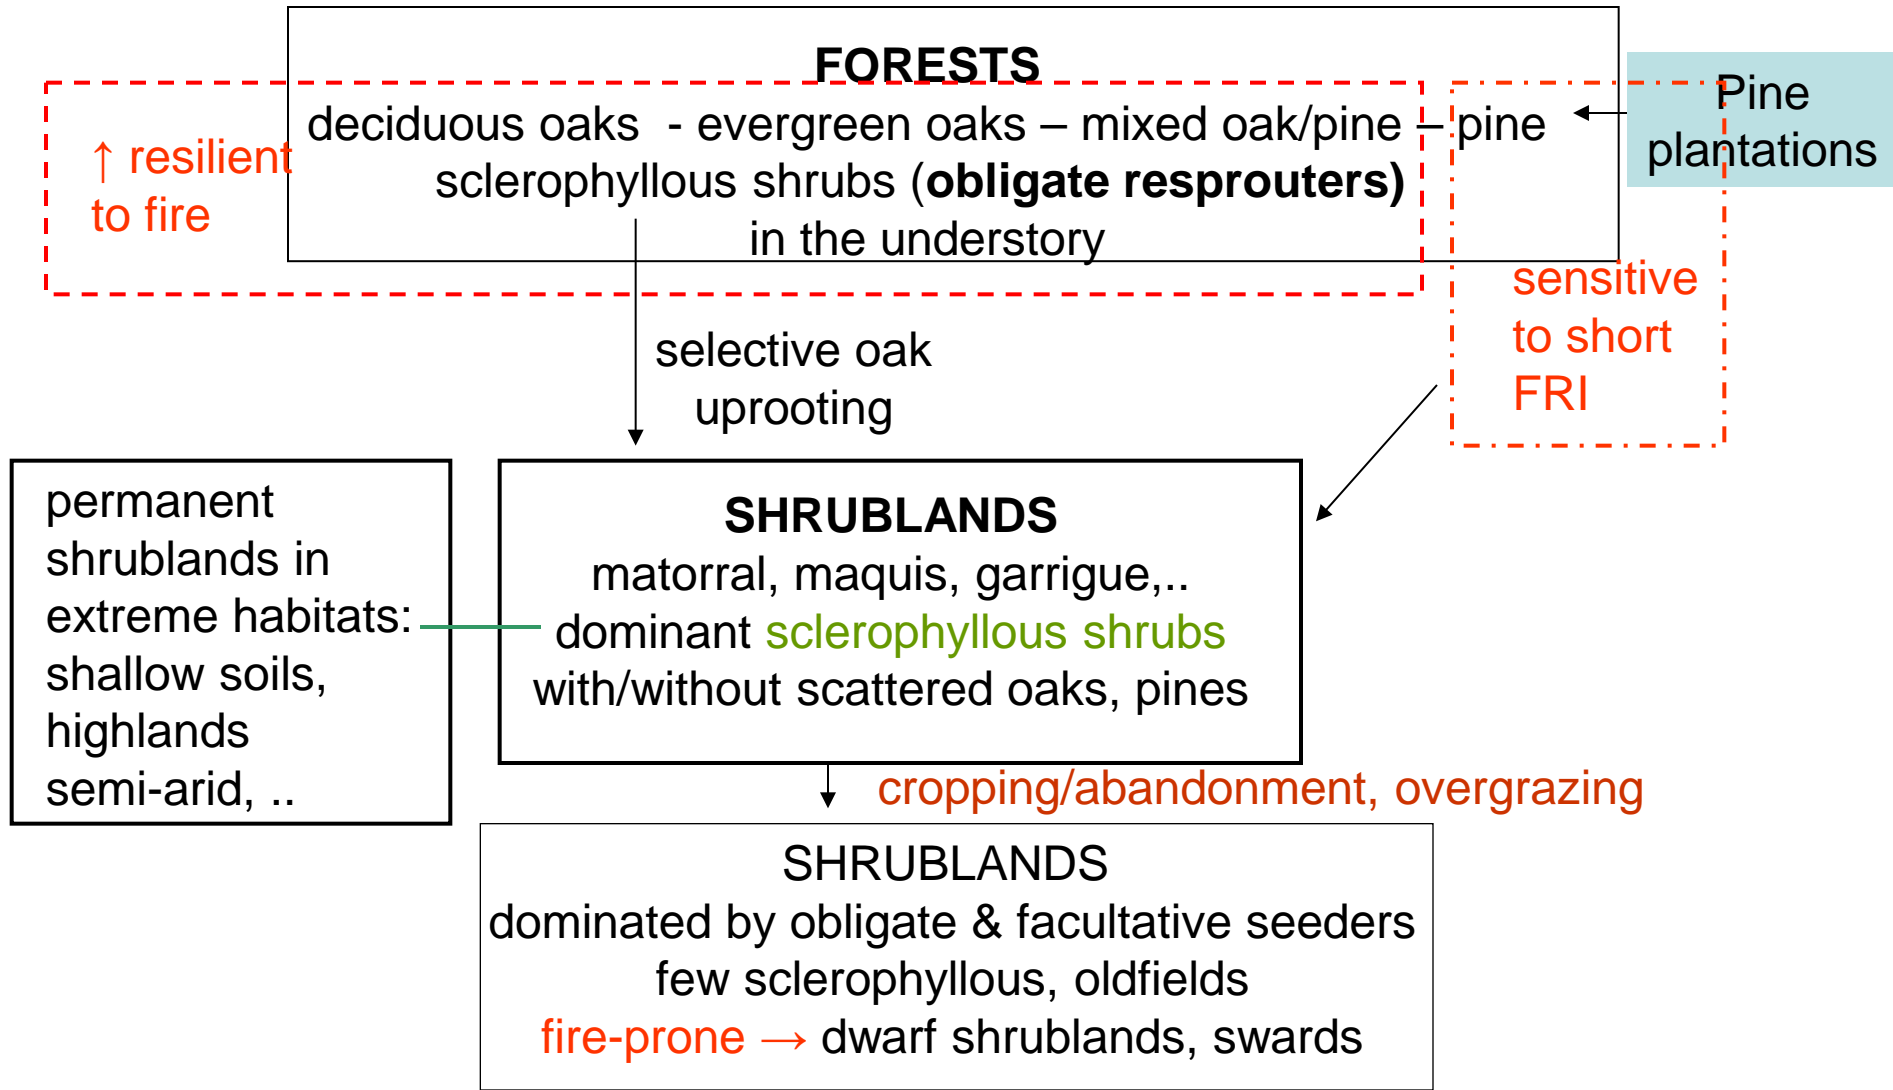 FORESTS
deciduous oaks  - evergreen oaks – mixed oak/pine – pine
sclerophyllous shrubs (obligate resprouters)
in the understory
↑ resilient
to fire
Pine
plantations
sensitive
to short
FRI
selective oak
uprooting
permanent
shrublands in
extreme habitats:
shallow soils,
highlands
semi-arid, ..
SHRUBLANDS
matorral, maquis, garrigue,..
dominant sclerophyllous shrubs
with/without scattered oaks, pines
cropping/abandonment, overgrazing
SHRUBLANDS
dominated by obligate & facultative seeders
few sclerophyllous, oldfields
fire-prone → dwarf shrublands, swards